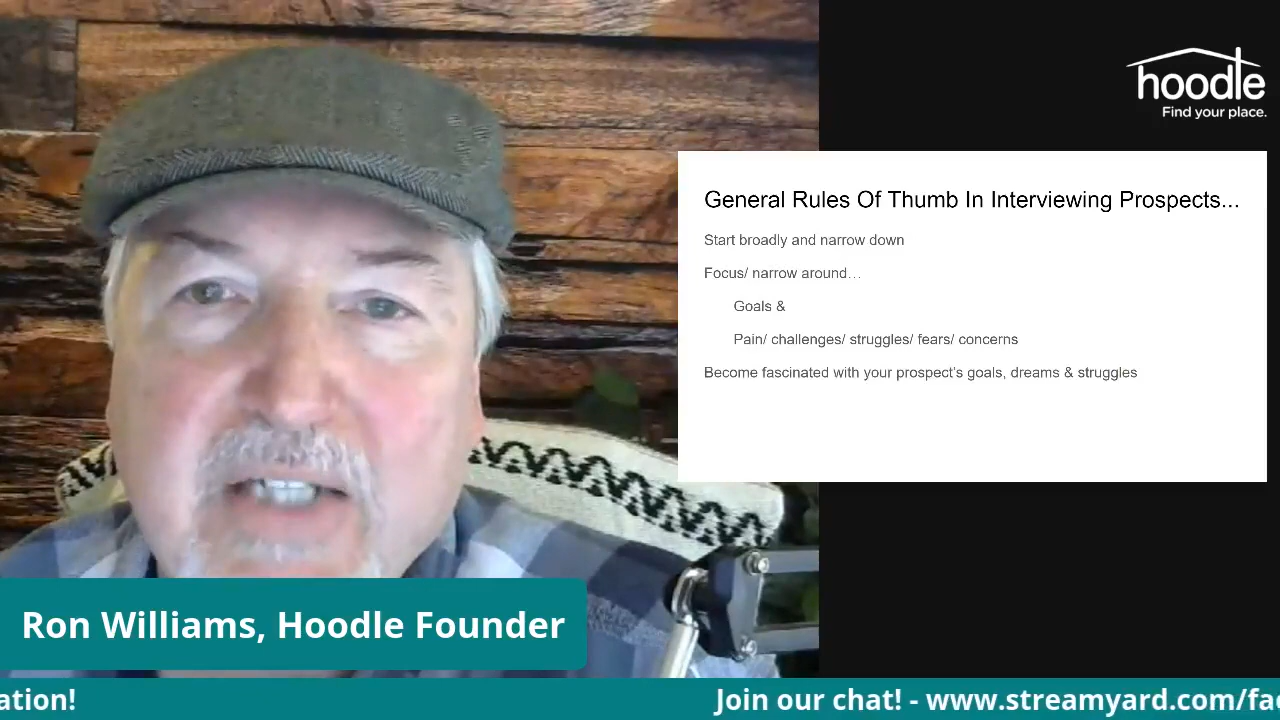 hoodle
Find your place.
General Rules Of Thumb In Interviewing Prospects...
Start broadly and narrow down
Focus/ narrow around…
Goals &
Pain/ challenges/ struggles/ fears/ concerns
Become fascinated with your prospect's goals, dreams & struggles
Ron Williams, Hoodle Founder
ation!
Join our chat! - www.streamyard.com/fac